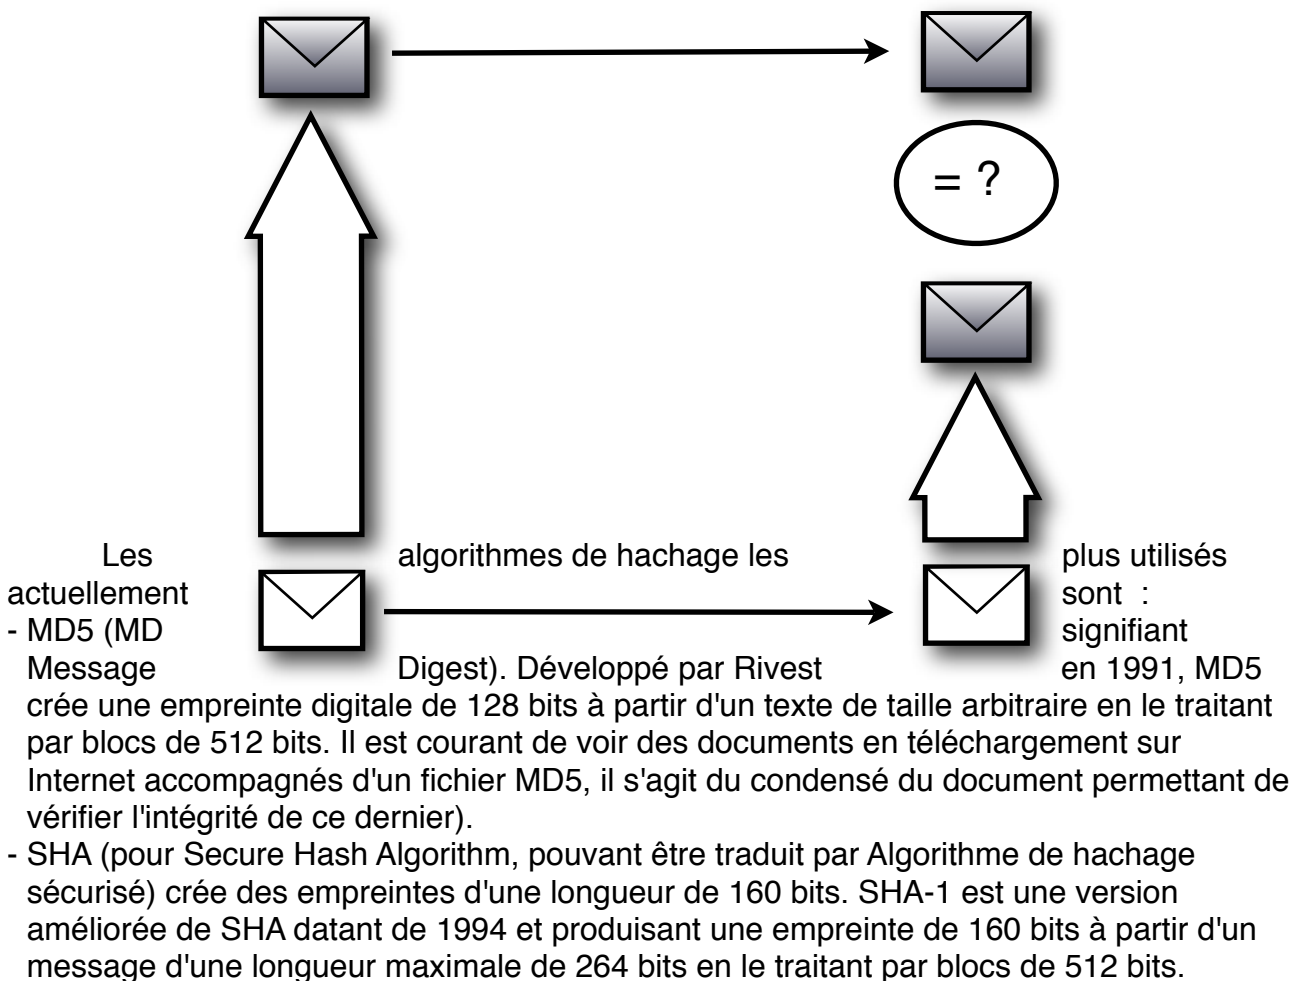 = ?
Les algorithmes de hachage les plus utilisés
actuellement sont :
- MD5 (MD signifiant
Message Digest). Développé par Rivest en 1991, MD5
crée une empreinte digitale de 128 bits à partir d'un texte de taille arbitraire en le traitant
par blocs de 512 bits. Il est courant de voir des documents en téléchargement sur
Internet accompagnés d'un fichier MD5, il s'agit du condensé du document permettant de
vérifier l'intégrité de ce dernier).
- SHA (pour Secure Hash Algorithm, pouvant être traduit par Algorithme de hachage
sécurisé) crée des empreintes d'une longueur de 160 bits. SHA-1 est une version
améliorée de SHA datant de 1994 et produisant une empreinte de 160 bits à partir d'un
message d'une longueur maximale de 264 bits en le traitant par blocs de 512 bits.